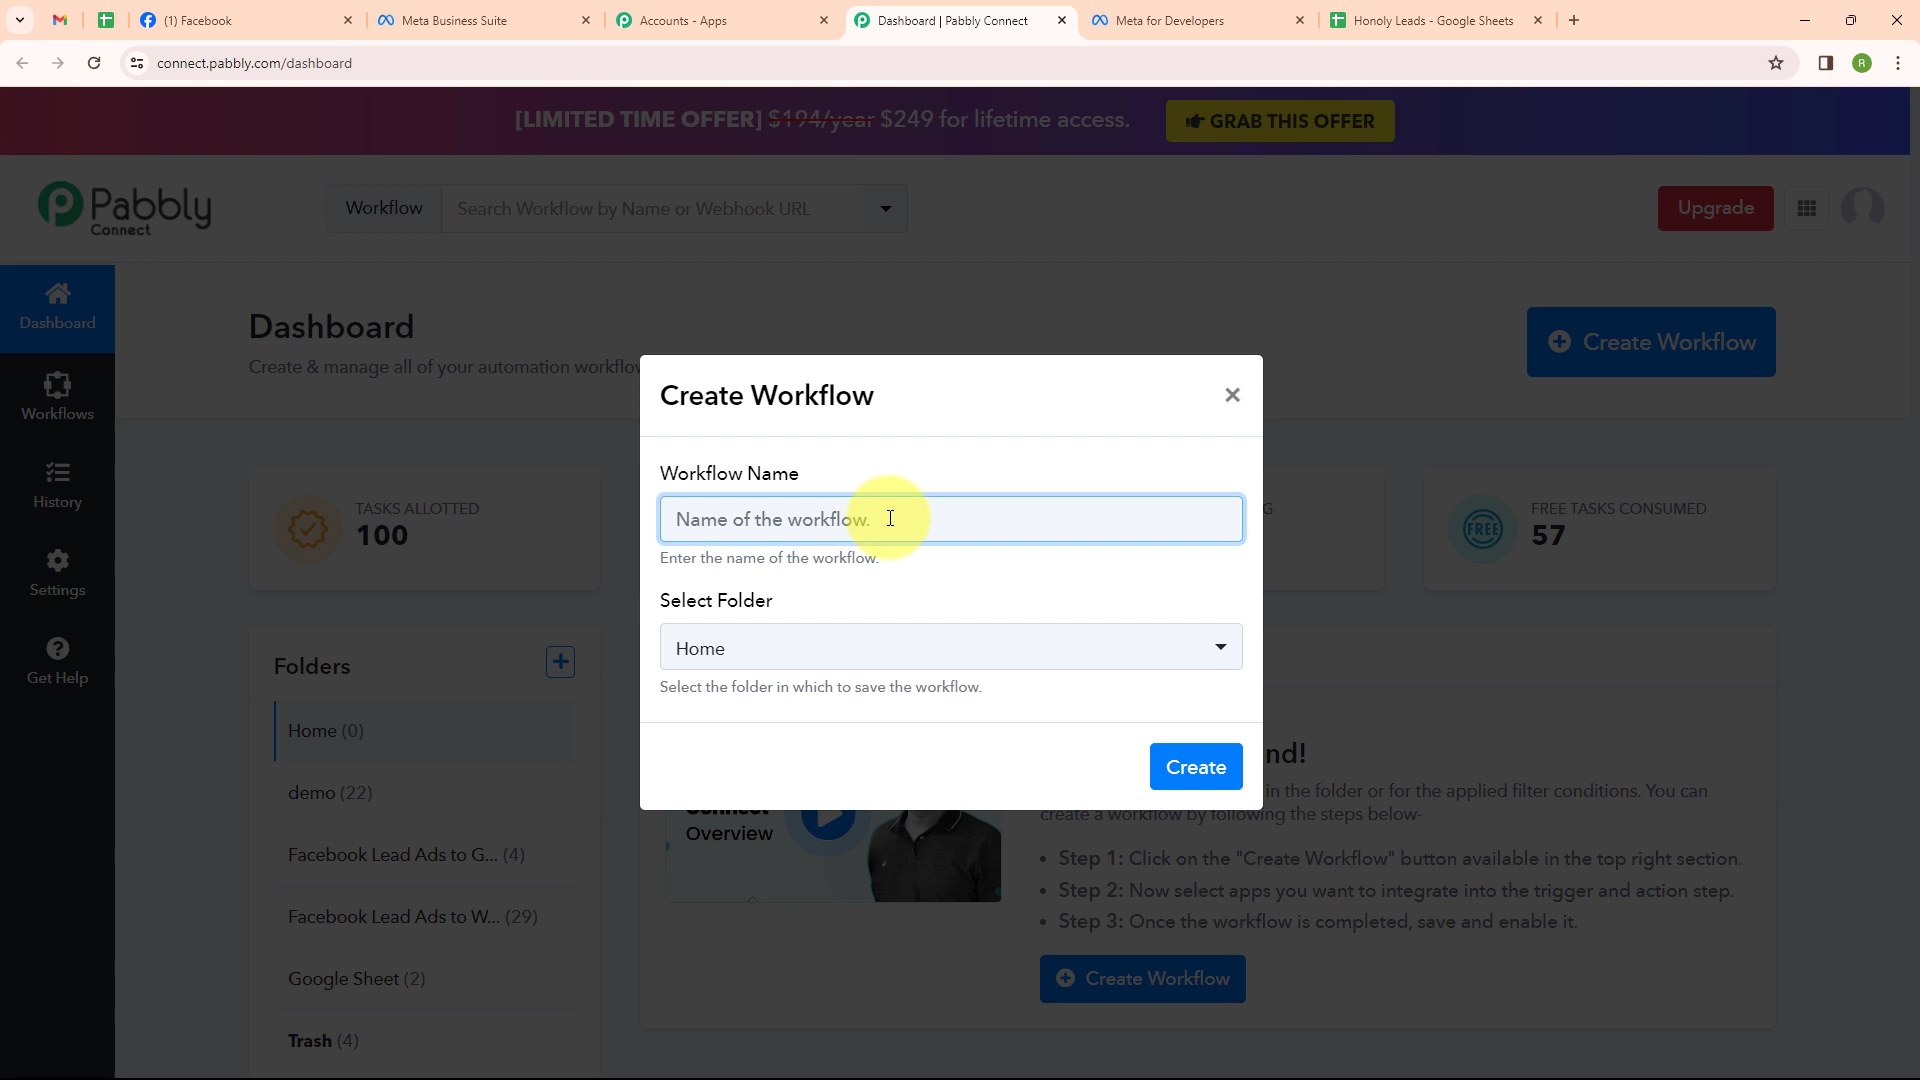 (1) Facebook
Meta Business Suite
Accounts - Apps
Dashboard | Pabbly Connect
Meta for Developers
Honoly Leads - Google Sheets
connect.pabbly.com/dashboard
R
[LIMITED TIME OFFER] $194/year $249 for lifetime access.
GRAB THIS OFFER
Pabbly
Connect
Workflow
Search Workflow by Name or Webhook URL
Upgrade
Dashboard
Workflows
History
Settings
Get Help
Dashboard
Create & manage all of your automation workflow
Create Workflow
TASKS ALLOTTED
100
G
FREE
FREE TASKS CONSUMED
57
Folders
Home (0)
demo (22)
Facebook Lead Ads to G... (4)
Facebook Lead Ads to W... (29)
Google Sheet (2)
Trash (4)
Create Workflow
Workflow Name
Name of the workflow.
Enter the name of the workflow.
Select Folder
Home
Select the folder in which to save the workflow.
Create
Connect
Overview
nd!
in the folder or for the applied filter conditions. You can
create a workflow by following the steps below-
• Step 1: Click on the "Create Workflow" button available in the top right section.
• Step 2: Now select apps you want to integrate into the trigger and action step.
• Step 3: Once the workflow is completed, save and enable it.
Create Workflow